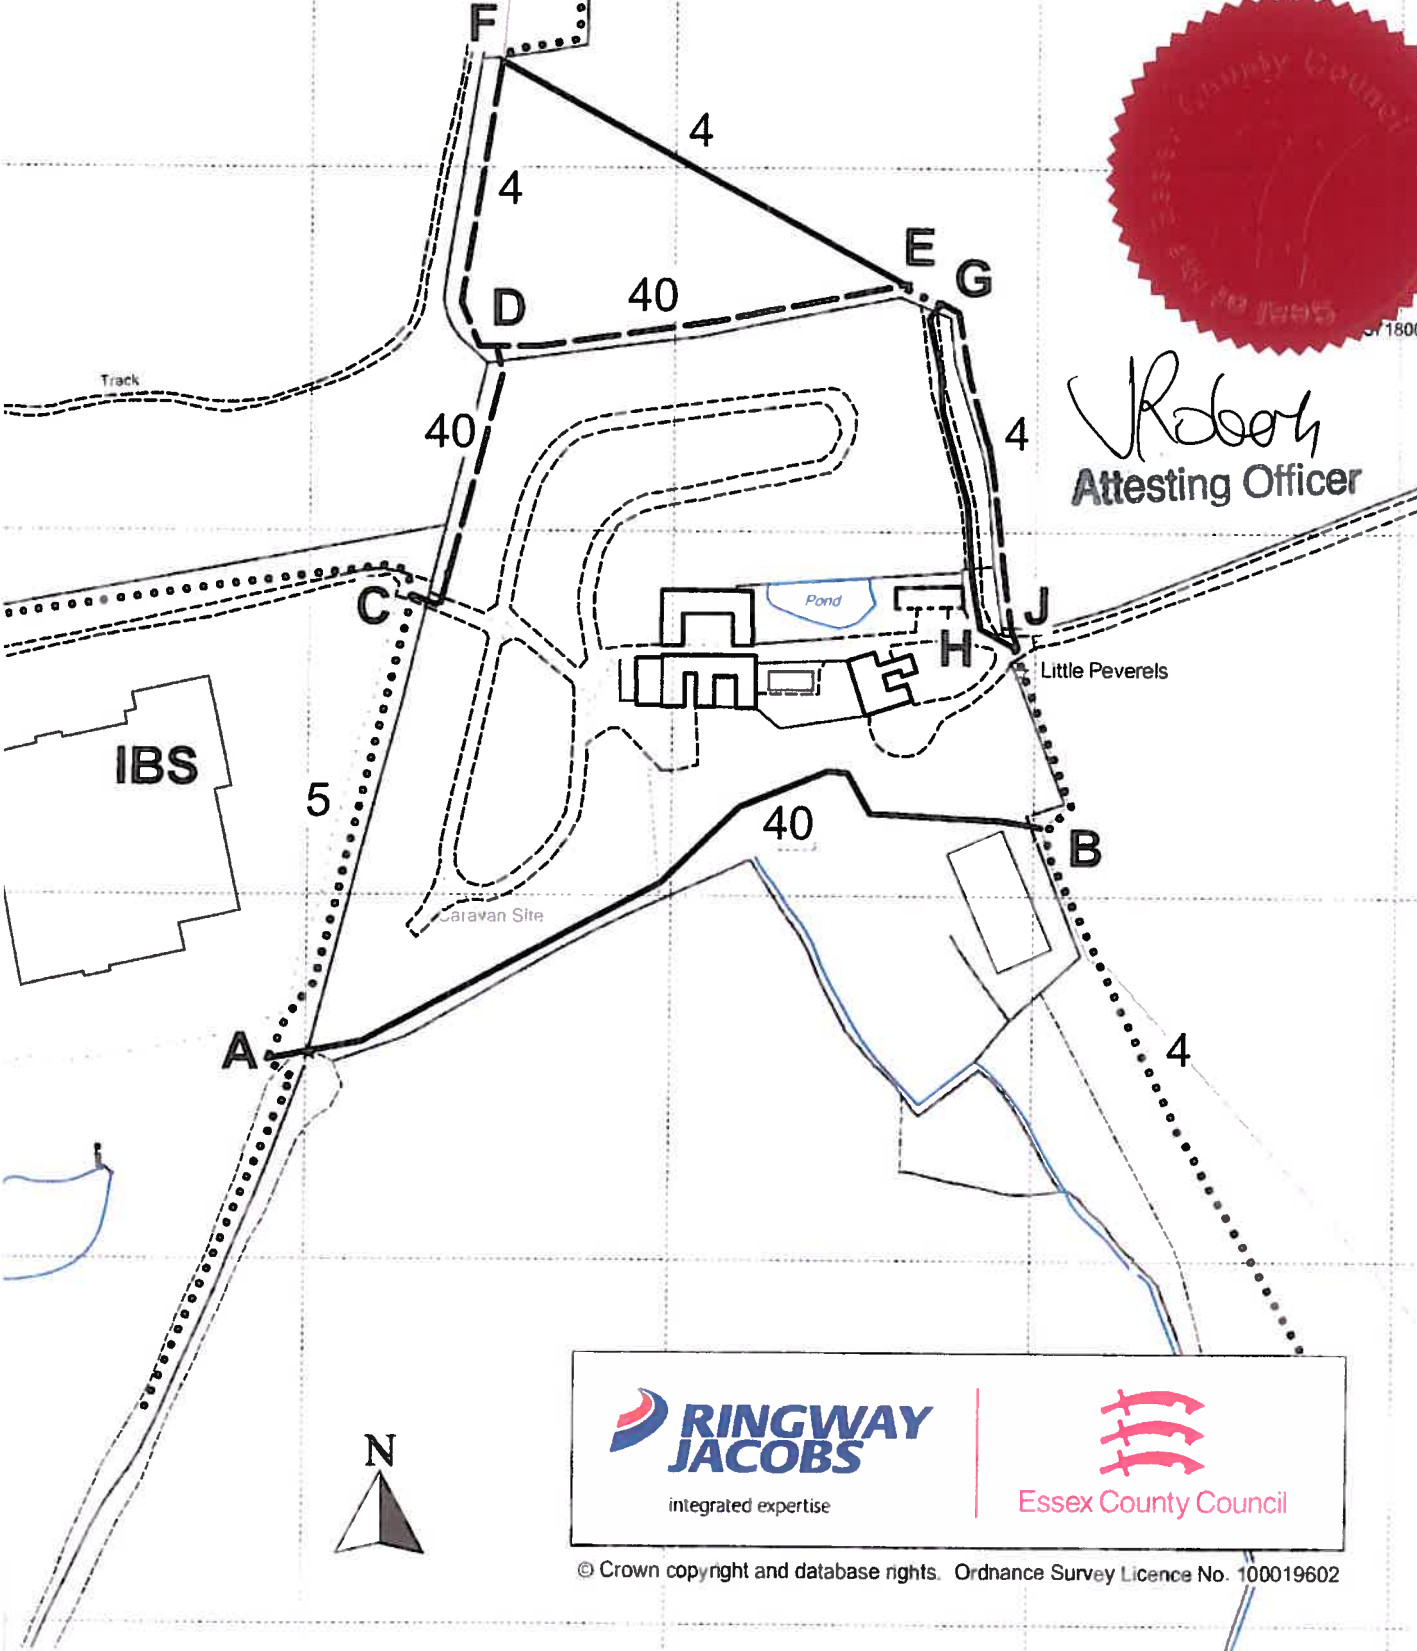 F
4
4
E
G
D
40
Track
40
4
Attesting Officer
C
Pond
J
H
Little Peverels
IBS
5
40
B
Caravan Site
A
4
N
RINGWAY
JACOBS
integrated expertise
Essex County Council
© Crown copyright and database rights. Ordnance Survey Licence No. 100019602